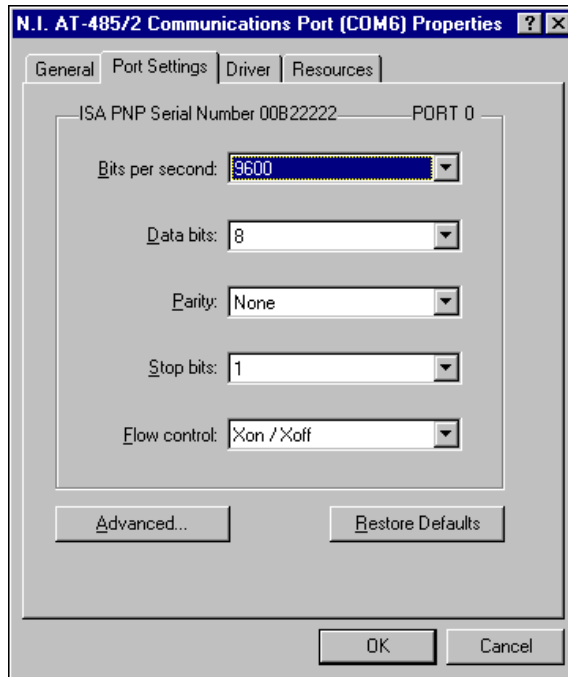 N.I. AT-485/2 Communications Port (COM6) Properties ? ×
General Port Settings Driver Resources
ISA PNP Serial Number 00B22222 PORT 0
Bits per second: 9600
Data bits: 8
Parity: None
Stop bits: 1
Flow control: Xon / Xoff
Advanced... Restore Defaults
OK Cancel